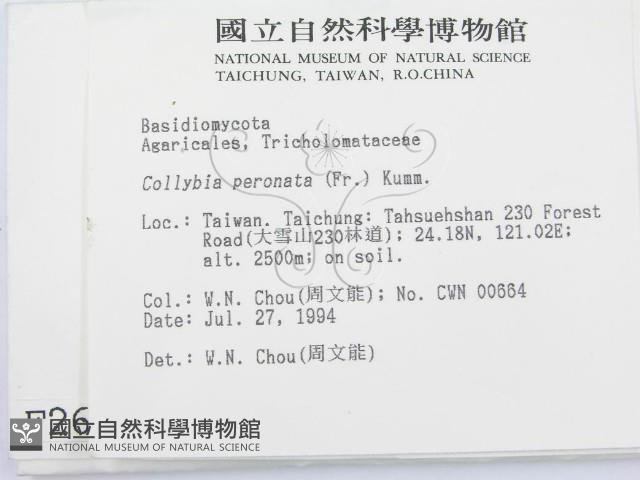 國立自然科學博物館
NATIONAL MUSEUM OF NATURAL SCIENCE
TAICHUNG, TAIWAN, R.O.CHINA
Basidiomycota
Agaricales, Tricholomataceae
Collybia peronata (Fr.) Kumm.
Loc.: Taiwan. Taichung: Tahsuehshan 230 Forest
Road(大雪山230林道); 24.18N, 121.02E;
alt. 2500m; on soil.
Col.: W.N. Chou(周文能); No. CWN 00664
Date: Jul. 27, 1994
Det.: W.N. Chou(周文能)
F26
國立自然科學博物館
NATIONAL MUSEUM OF NATURAL SCIENCE